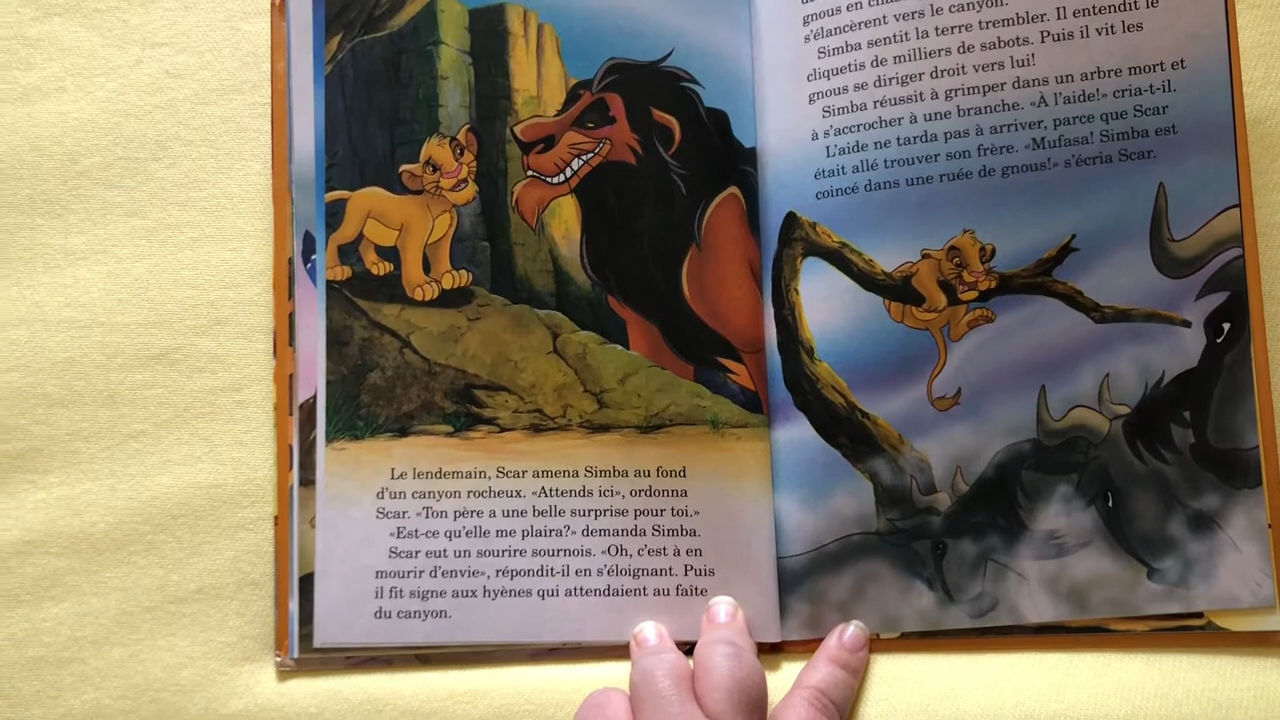 Le lendemain, Scar amena Simba au fond
d'un canyon rocheux. «Attends ici», ordonna
Scar. «Ton père a une belle surprise pour toi.»
«Est-ce qu'elle me plaira?» demanda Simba.
Scar eut un sourire sournois. «Oh, c'est à en
mourir d'envie», répondit-il en s'éloignant. Puis
il fit signe aux hyènes qui attendaient au faîte
du canyon.
gnous en
s'élancèrent vers le canyon.
Simba sentit la terre trembler. Il entendit le
cliquetis de milliers de sabots. Puis il vit les
gnous se diriger droit vers lui!
Simba réussit à grimper dans un arbre mort et
à s'accrocher à une branche. «À l'aide!» cria-t-il.
L'aide ne tarda pas à arriver, parce que Scar
était allé trouver son frère. «Mufasa! Simba est
coincé dans une ruée de gnous!» s'écria Scar.